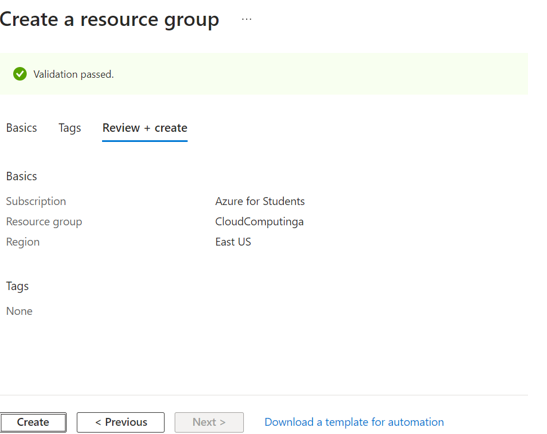 Create a resource group ...
Validation passed.
Basics Tags Review + create
Basics
Subscription Azure for Students
Resource group CloudComputinga
Region East US
Tags
None
Create < Previous Next > Download a template for automation